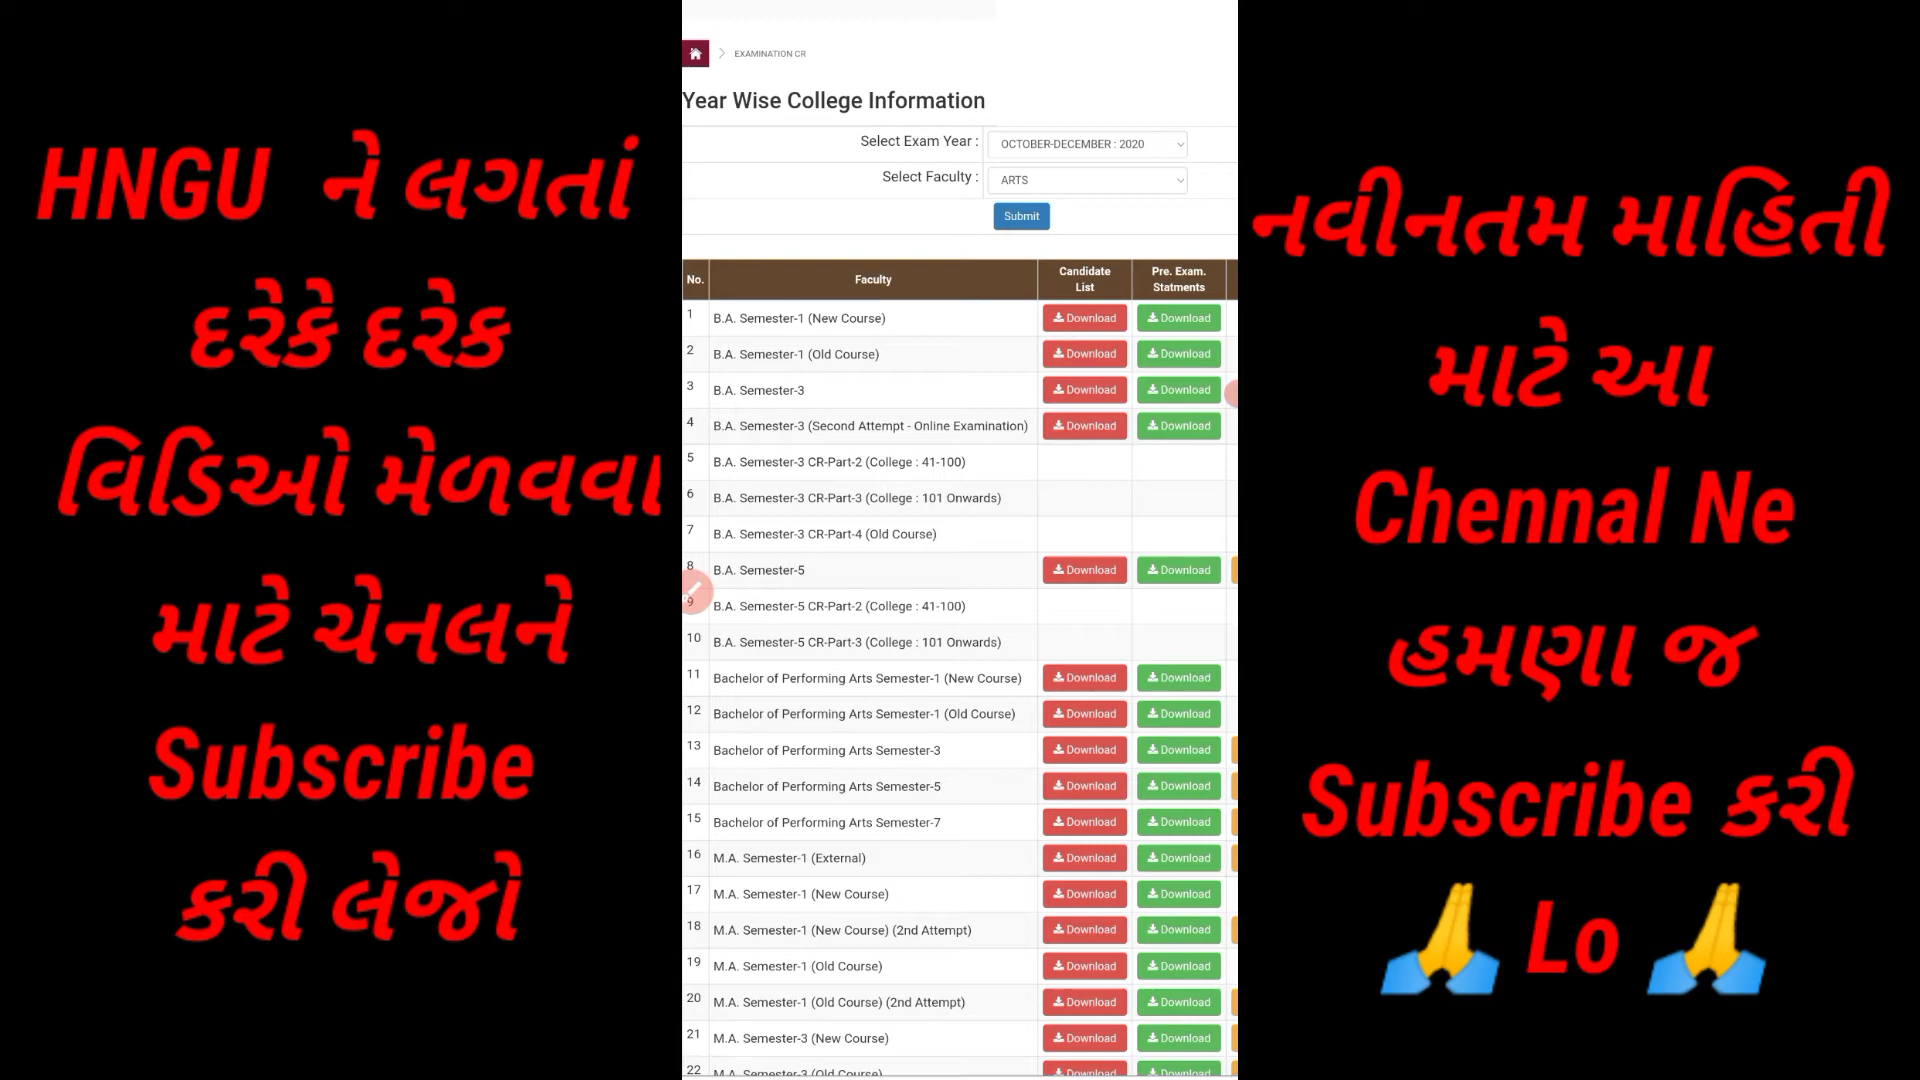 HNGU ને લગતાં
દરેકે દરેક
વિડિઓ મેળવવા
માટે ચેનલને
Subscribe
કરી લેજો
EXAMINATION CR
Year Wise College Information
Select Exam Year : OCTOBER-DECEMBER : 2020
Select Faculty : ARTS
Submit
No. Faculty Candidate List Pre. Exam. Statments
1 B.A. Semester-1 (New Course) Download Download
2 B.A. Semester-1 (Old Course) Download Download
3 B.A. Semester-3 Download Download
4 B.A. Semester-3 (Second Attempt - Online Examination) Download Download
5 B.A. Semester-3 CR-Part-2 (College : 41-100)
6 B.A. Semester-3 CR-Part-3 (College : 101 Onwards)
7 B.A. Semester-3 CR-Part-4 (Old Course)
8 B.A. Semester-5 Download Download
9 B.A. Semester-5 CR-Part-2 (College : 41-100)
10 B.A. Semester-5 CR-Part-3 (College : 101 Onwards)
11 Bachelor of Performing Arts Semester-1 (New Course) Download Download
12 Bachelor of Performing Arts Semester-1 (Old Course) Download Download
13 Bachelor of Performing Arts Semester-3 Download Download
14 Bachelor of Performing Arts Semester-5 Download Download
15 Bachelor of Performing Arts Semester-7 Download Download
16 M.A. Semester-1 (External) Download Download
17 M.A. Semester-1 (New Course) Download Download
18 M.A. Semester-1 (New Course) (2nd Attempt) Download Download
19 M.A. Semester-1 (Old Course) Download Download
20 M.A. Semester-1 (Old Course) (2nd Attempt) Download Download
21 M.A. Semester-3 (New Course) Download Download
22 M.A. Semester-3 (Old Course) Download Download
નવીનતમ માહિતી
માટે આ
Chennal Ne
હમણા જ
Subscribe કરી
🙏 Lo 🙏